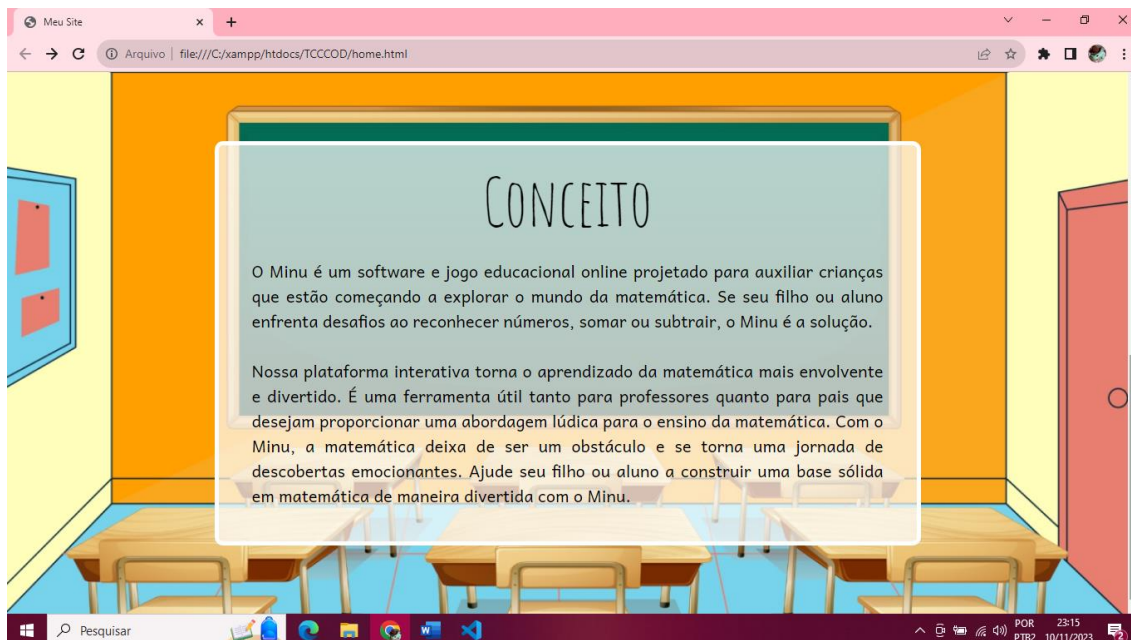 Meu Site
Arquivo
file:///C:/xampp/htdocs/TCCCOD/home.html
CONCEITO
O Minu é um software e jogo educacional online projetado para auxiliar crianças
que estão começando a explorar o mundo da matemática. Se seu filho ou aluno
enfrenta desafios ao reconhecer números, somar ou subtrair, o Minu é a solução.
Nossa plataforma interativa torna o aprendizado da matemática mais envolvente
e divertido. É uma ferramenta útil tanto para professores quanto para pais que
desejam proporcionar uma abordagem lúdica para o ensino da matemática. Com o
Minu, a matemática deixa de ser um obstáculo e se torna uma jornada de
descobertas emocionantes. Ajude seu filho ou aluno a construir uma base sólida
em matemática de maneira divertida com o Minu.
Pesquisar
POR
PTB2
23:15
10/11/2023
2